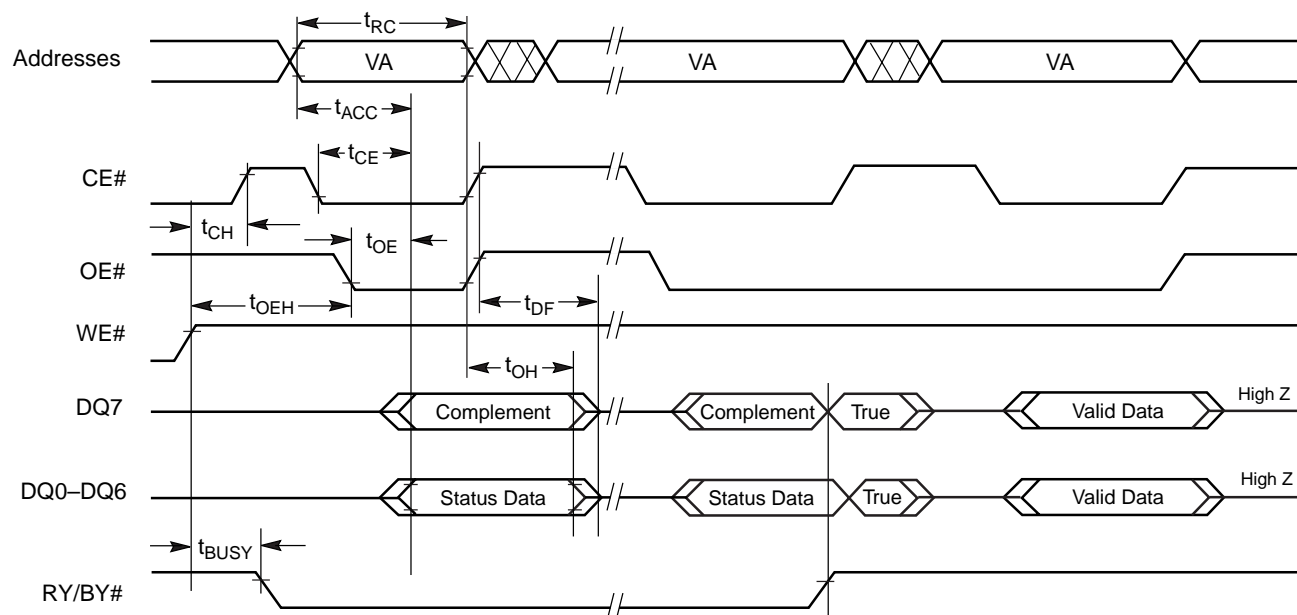 tRC
Addresses VA VA VA
tACC
tCE
CE#
tCH tOE
OE#
tOEH tDF
WE#
tOH
DQ7 Complement Complement True Valid Data High Z
DQ0–DQ6 Status Data Status Data True Valid Data High Z
tBUSY
RY/BY#